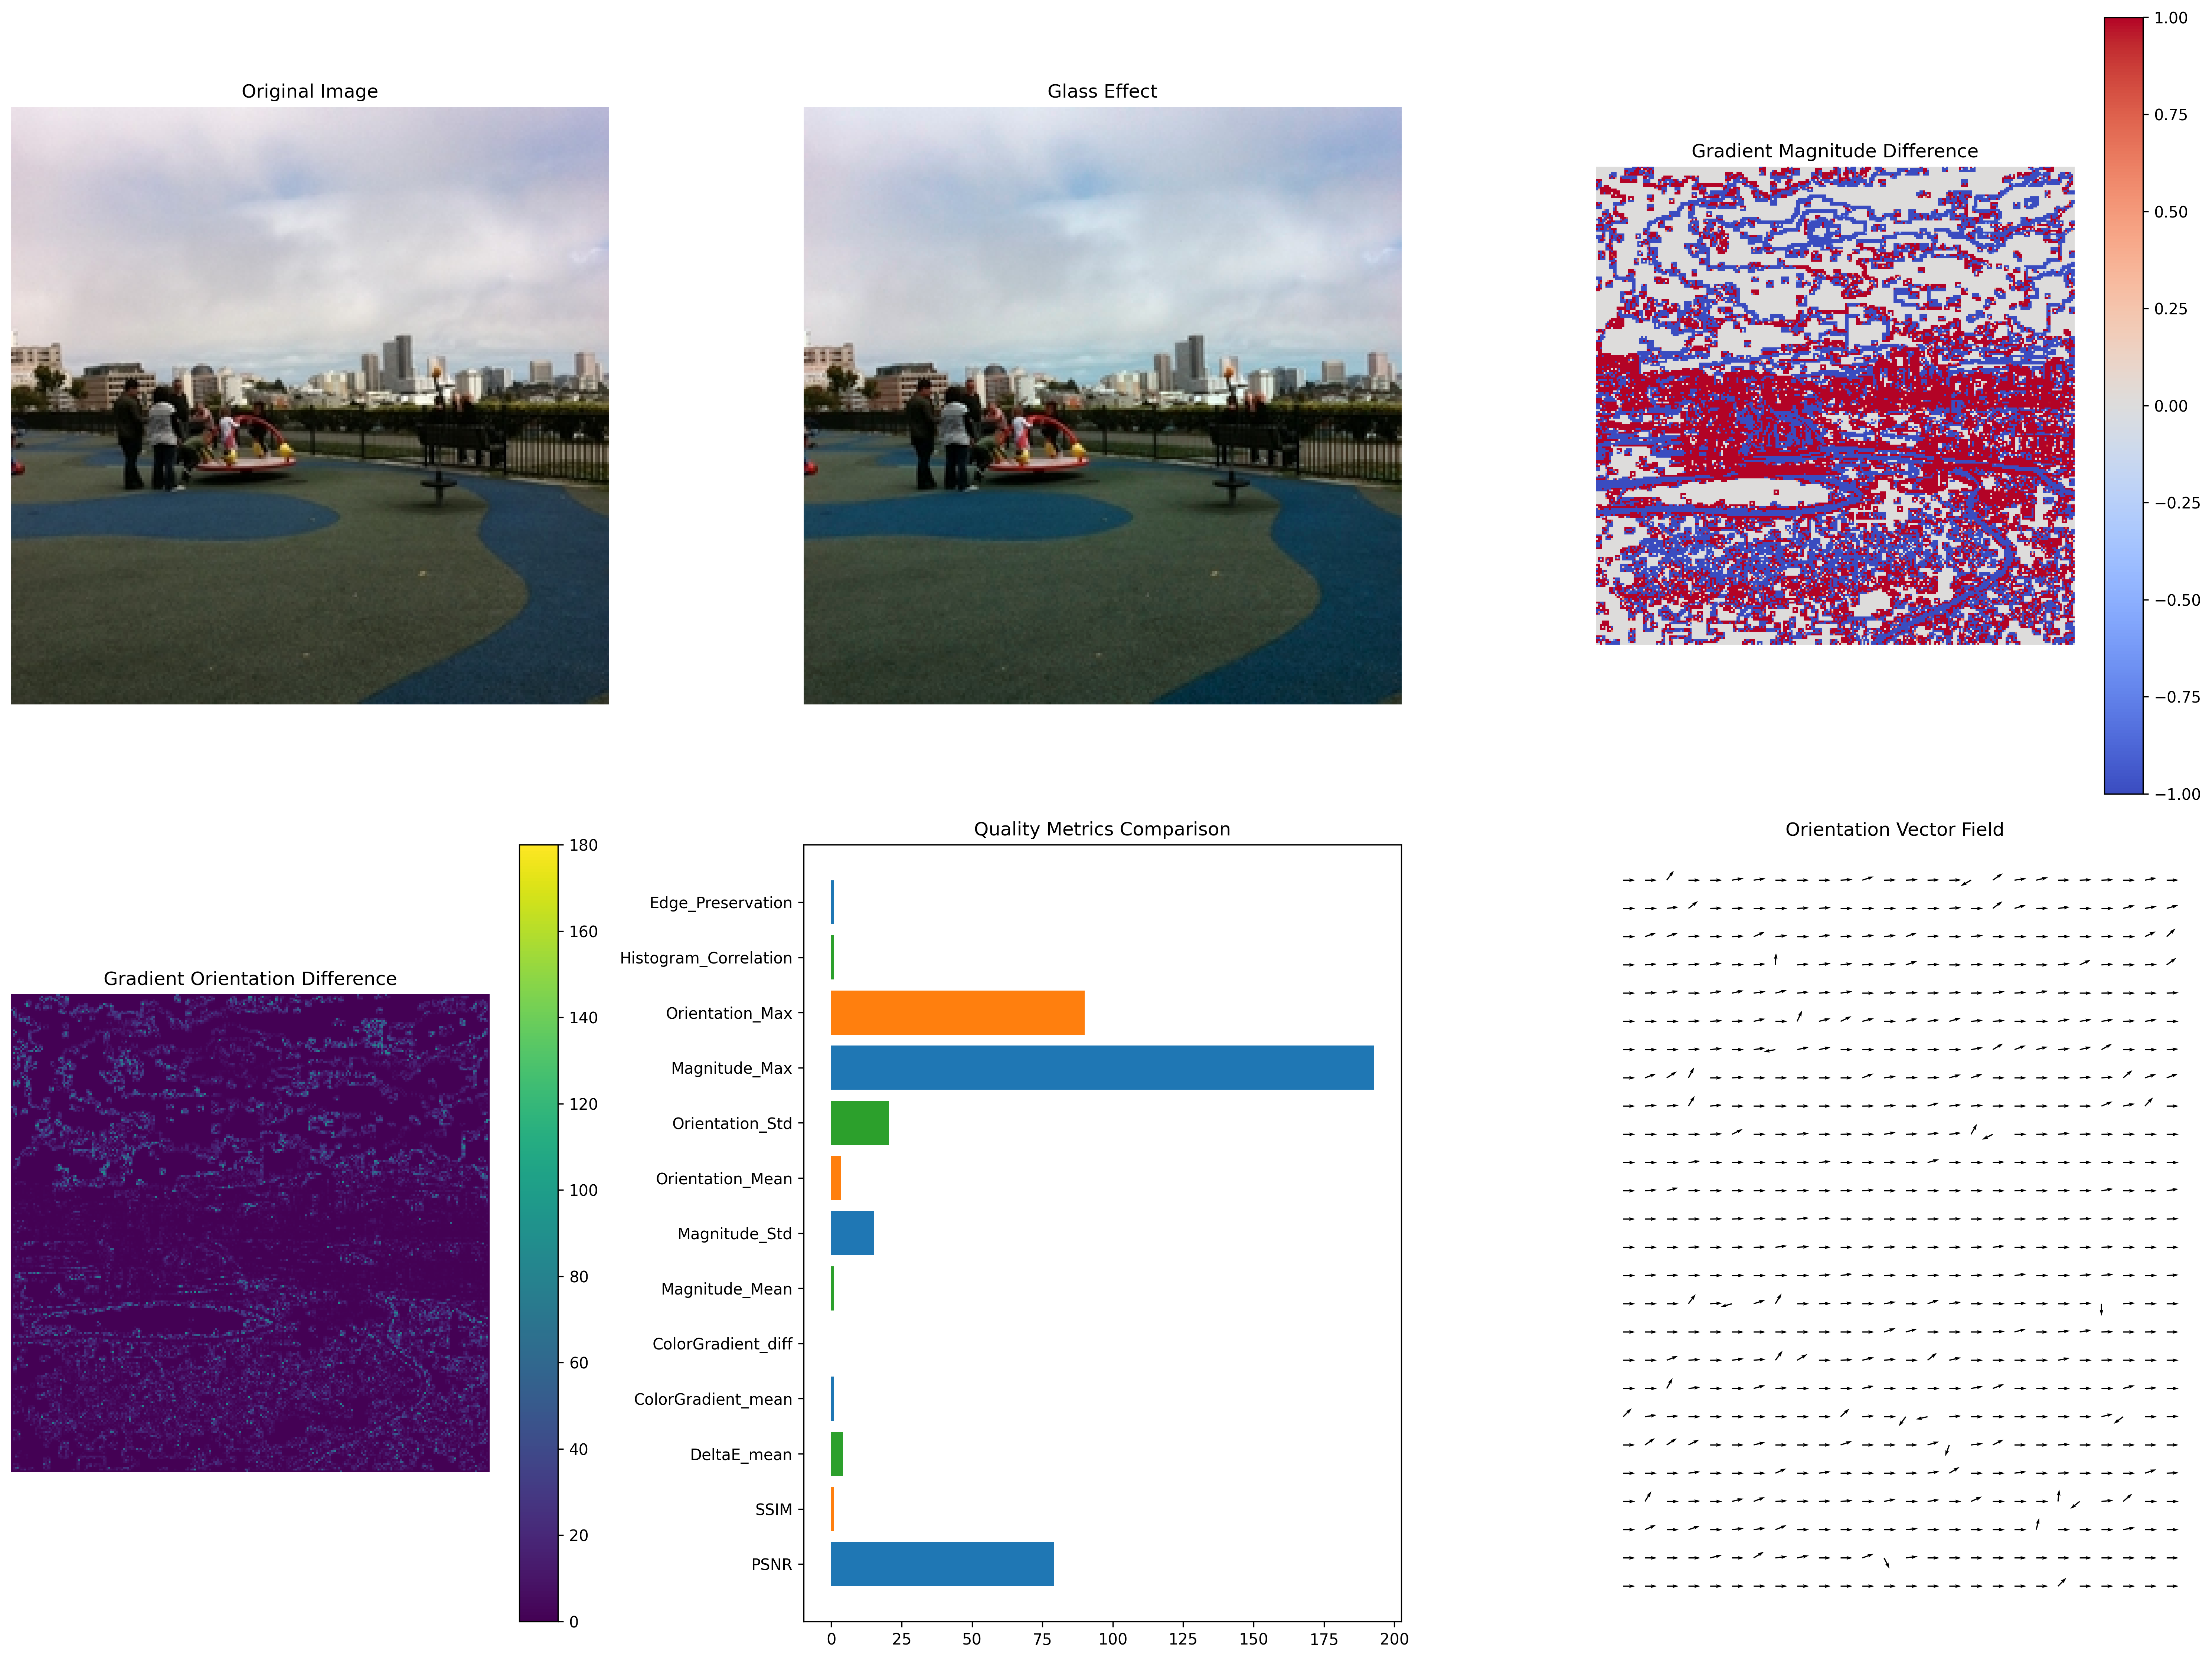 Original Image
Glass Effect
Gradient Magnitude Difference
1.00
0.75
0.50
0.25
0.00
−0.25
−0.50
−0.75
−1.00
Gradient Orientation Difference
180
160
140
120
100
80
60
40
20
0
Quality Metrics Comparison
Edge_Preservation
Histogram_Correlation
Orientation_Max
Magnitude_Max
Orientation_Std
Orientation_Mean
Magnitude_Std
Magnitude_Mean
ColorGradient_diff
ColorGradient_mean
DeltaE_mean
SSIM
PSNR
0 25 50 75 100 125 150 175 200
Orientation Vector Field